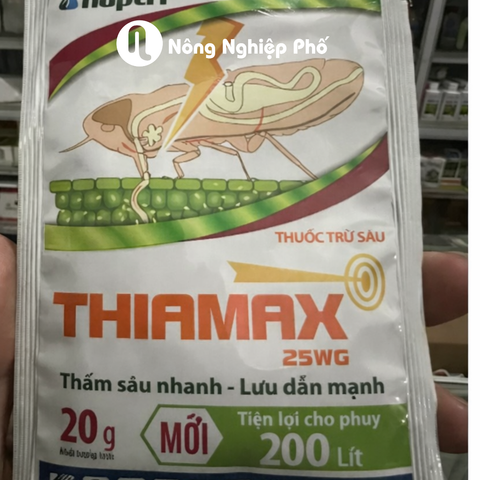 Nông Nghiệp Phố
THUỐC TRỪ SÂU
THIAMAX
25WG
Thấm sâu nhanh - Lưu dẫn mạnh
20 g
MỚI
Tiện lợi cho phuy
200 Lít